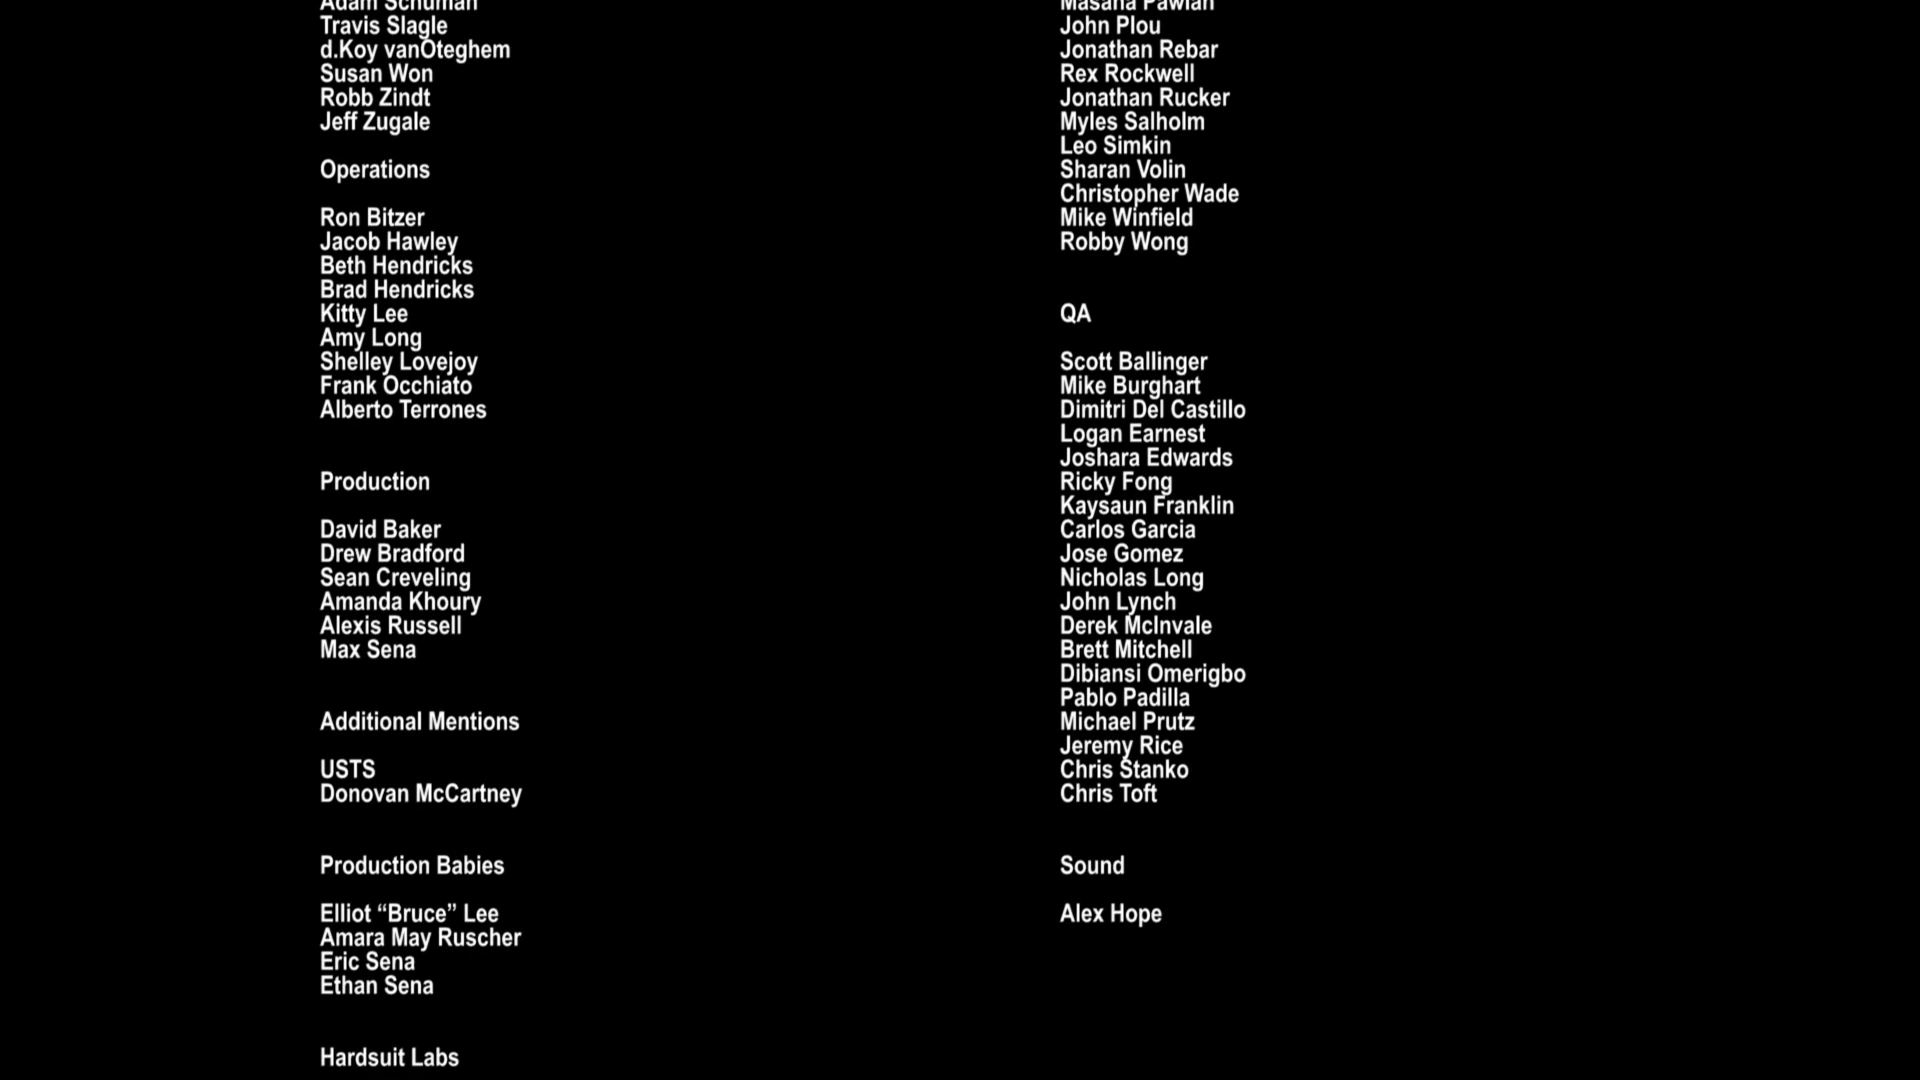 Adam Schuman
Travis Slagle
d.Koy vanOteghem
Susan Won
Robb Zindt
Jeff Zugale
Operations
Ron Bitzer
Jacob Hawley
Beth Hendricks
Brad Hendricks
Kitty Lee
Amy Long
Shelley Lovejoy
Frank Occhiato
Alberto Terrones
Production
David Baker
Drew Bradford
Sean Creveling
Amanda Khoury
Alexis Russell
Max Sena
Additional Mentions
USTS
Donovan McCartney
Production Babies
Elliot “Bruce” Lee
Amara May Ruscher
Eric Sena
Ethan Sena
Hardsuit Labs
John Plou
Jonathan Rebar
Rex Rockwell
Jonathan Rucker
Myles Salholm
Leo Simkin
Sharan Volin
Christopher Wade
Mike Winfield
Robby Wong
QA
Scott Ballinger
Mike Burghart
Dimitri Del Castillo
Logan Earnest
Joshara Edwards
Ricky Fong
Kaysaun Franklin
Carlos Garcia
Jose Gomez
Nicholas Long
John Lynch
Derek McInvale
Brett Mitchell
Dibiansi Omerigbo
Pablo Padilla
Michael Prutz
Jeremy Rice
Chris Stanko
Chris Toft
Sound
Alex Hope